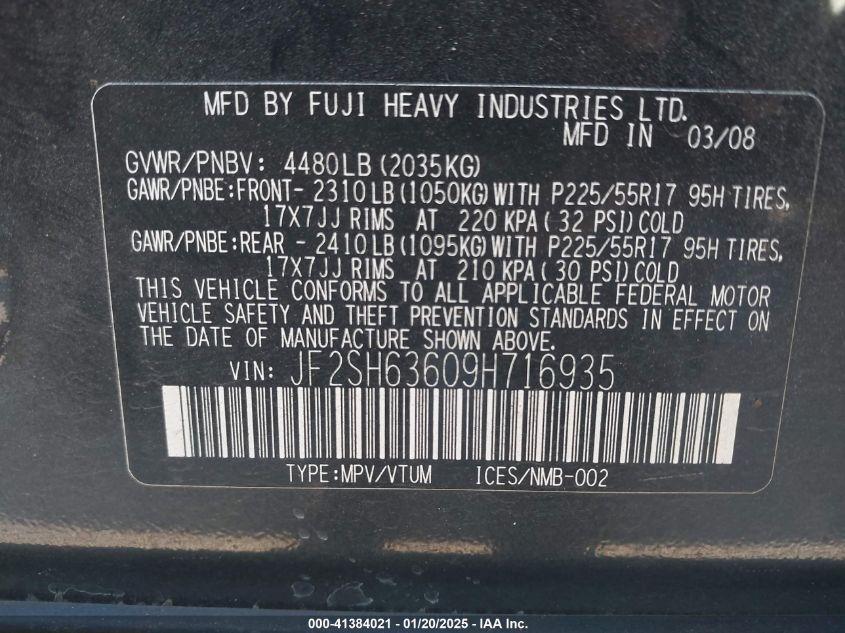 MFD BY FUJI HEAVY INDUSTRIES LTD.
MFD IN 03/08
GVWR/PNBV: 4480LB(2035KG)
GAWR/PNBE:FRONT- 2310LB(1050KG)WITH P225/55R17 95H TIRES,
17X7JJ RIMS AT 220 KPA(32 PSI)COLD
GAWR/PNBE:REAR - 2410LB(1095KG)WITH P225/55R17 95H TIRES,
17X7JJ RIMS AT 210 KPA(30 PSI)COLD
THIS VEHICLE CONFORMS TO ALL APPLICABLE FEDERAL MOTOR
VEHICLE SAFETY AND THEFT PREVENTION STANDARDS IN EFFECT ON
THE DATE OF MANUFACTURE SHOWN ABOVE.
VIN: JF2SH63609H716935
TYPE:MPV/VTUM ICES/NMB-002
000-41384021 / 01/20/2025 / IAA Inc.